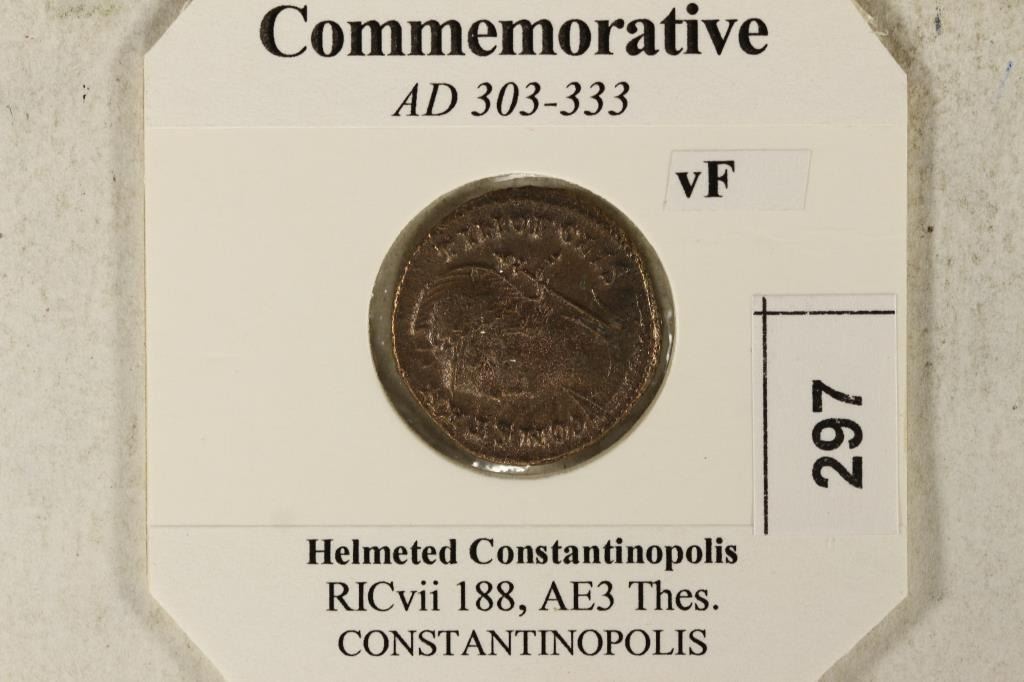 Commemorative
AD 303-333
vF
297
Helmeted Constantinopolis
RICvii 188, AE3 Thes.
CONSTANTINOPOLIS